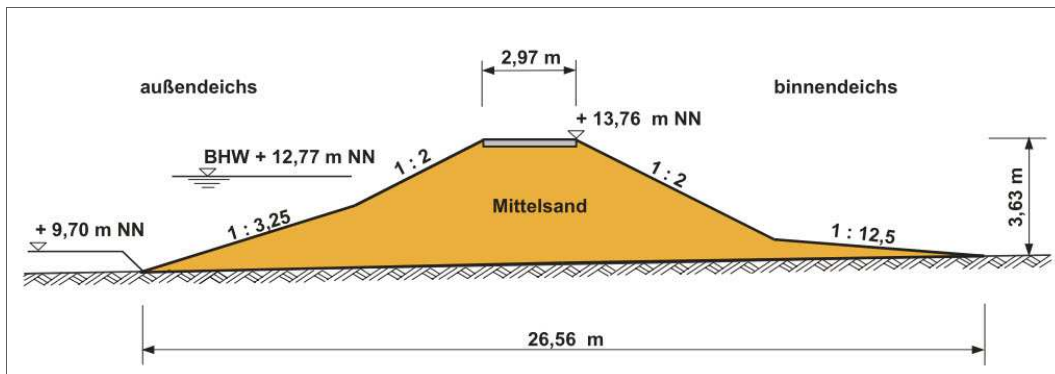 2,97 m
außendeichs
binnendeichs
+ 13,76 m NN
BHW + 12,77 m NN
1 : 2
1 : 2
3,63 m
Mittelsand
1 : 3,25
+ 9,70 m NN
1 : 12,5
26,56 m